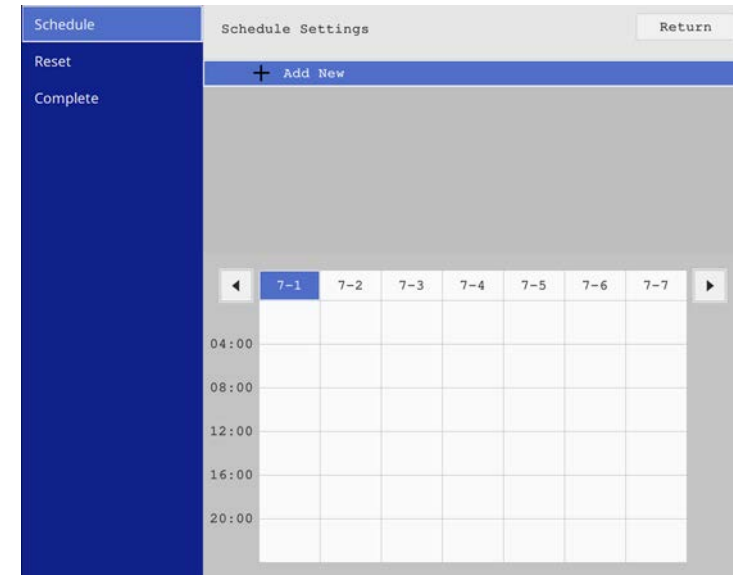 Schedule
Reset
Complete
Schedule Settings
Return
+ Add New
7-1 7-2 7-3 7-4 7-5 7-6 7-7
04:00
08:00
12:00
16:00
20:00